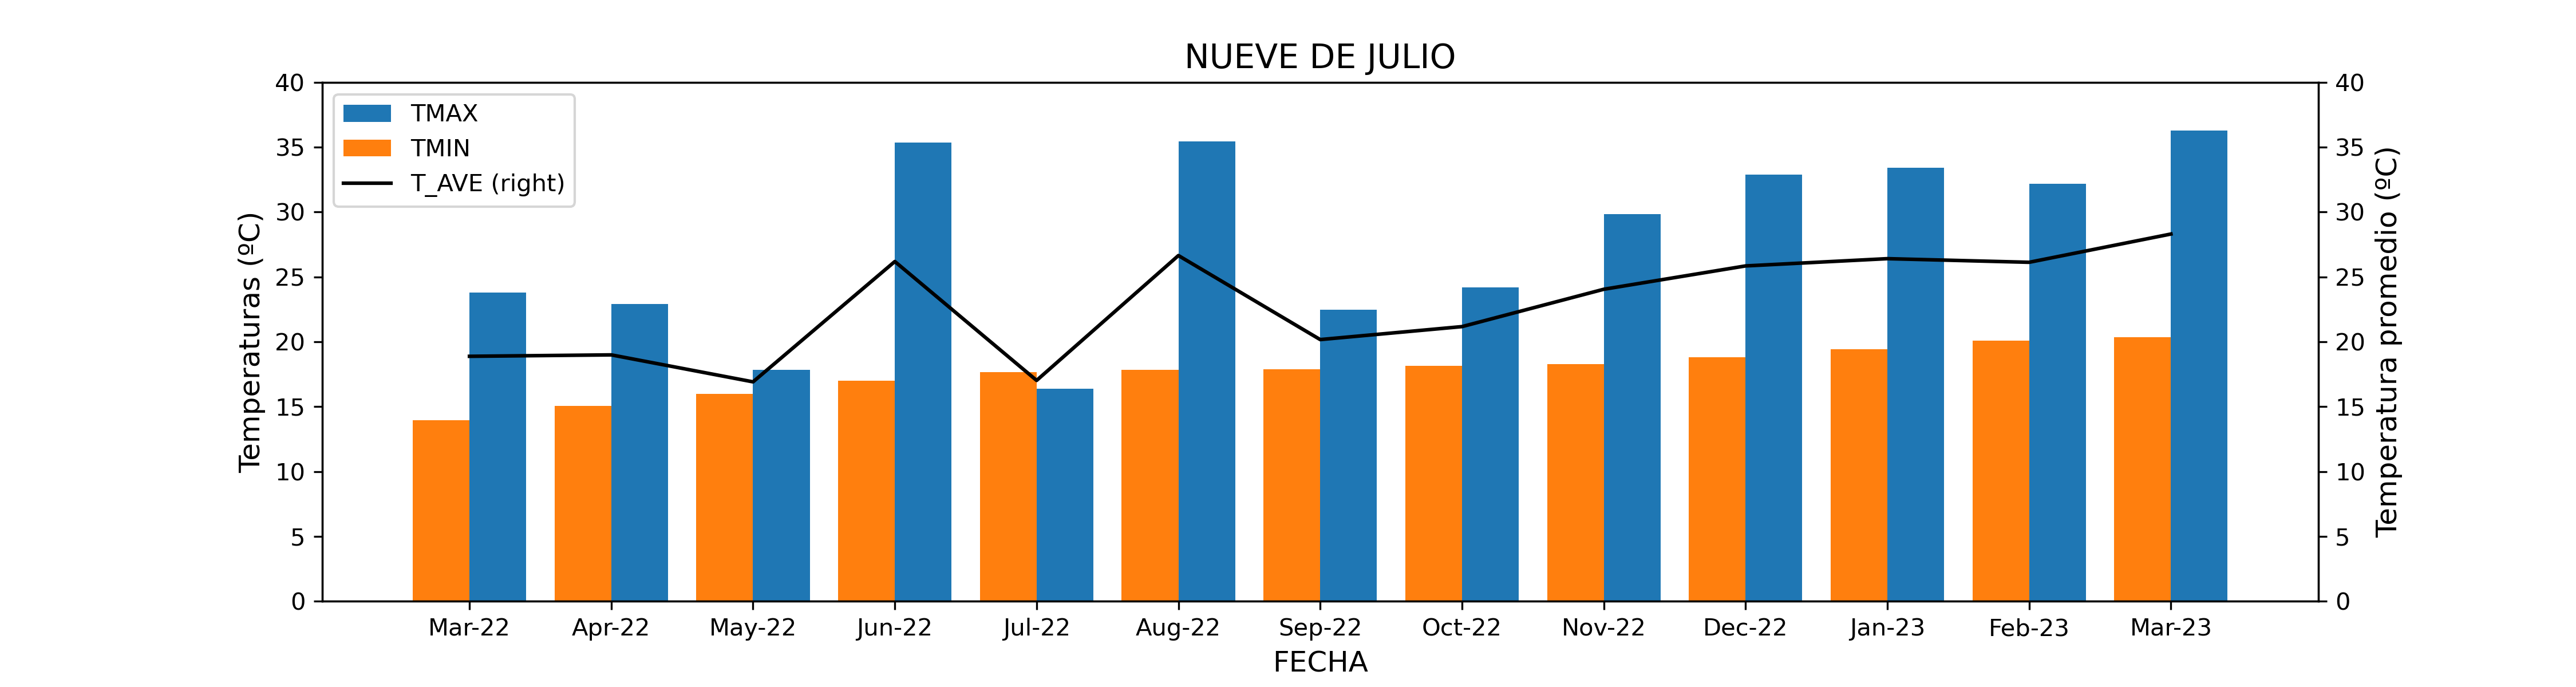 NUEVE DE JULIO
TMAX
TMIN
T_AVE (right)
Temperaturas (ºC)
40
35
30
25
20
15
10
5
0
40
35
30
25
20
15
10
5
0
Temperatura promedio (ºC)
Mar-22 Apr-22 May-22 Jun-22 Jul-22 Aug-22 Sep-22 Oct-22 Nov-22 Dec-22 Jan-23 Feb-23 Mar-23
FECHA